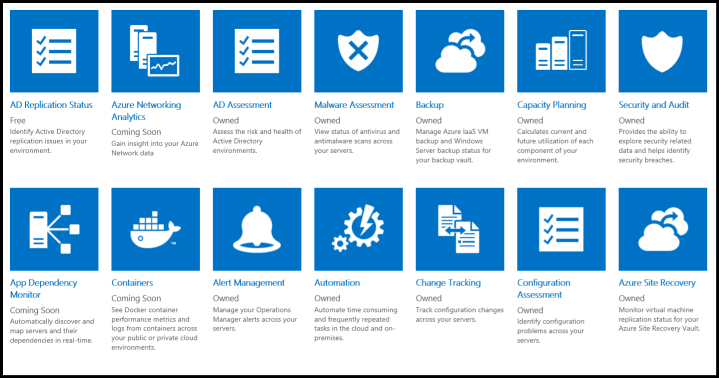 AD Replication Status
Free
Identify Active Directory
replication issues in your
environment.
Azure Networking
Analytics
Coming Soon
Gain insight into your Azure
Network data
AD Assessment
Owned
Assess the risk and health of
Active Directory
environments.
Malware Assessment
Owned
View status of antivirus and
antimalware scans across
your servers.
Backup
Owned
Manage Azure IaaS VM
backup and Windows
Server backup status for
your backup vault.
Capacity Planning
Owned
Calculates current and
future utilization of each
component of your
environment.
Security and Audit
Owned
Provides the ability to
explore security related
data and helps identify
security breaches.
App Dependency
Monitor
Coming Soon
Automatically discover and
map servers and their
dependencies in real-time.
Containers
Coming Soon
See Docker container
performance metrics and
logs from containers across
your public or private cloud
environments.
Alert Management
Owned
Manage your Operations
Manager alerts across your
servers.
Automation
Owned
Automate time consuming
and frequently repeated
tasks in the cloud and on-
premises.
Change Tracking
Owned
Track configuration changes
across your servers.
Configuration
Assessment
Owned
Identify configuration
problems across your
servers.
Azure Site Recovery
Owned
Monitor virtual machine
replication status for your
Azure Site Recovery Vault.